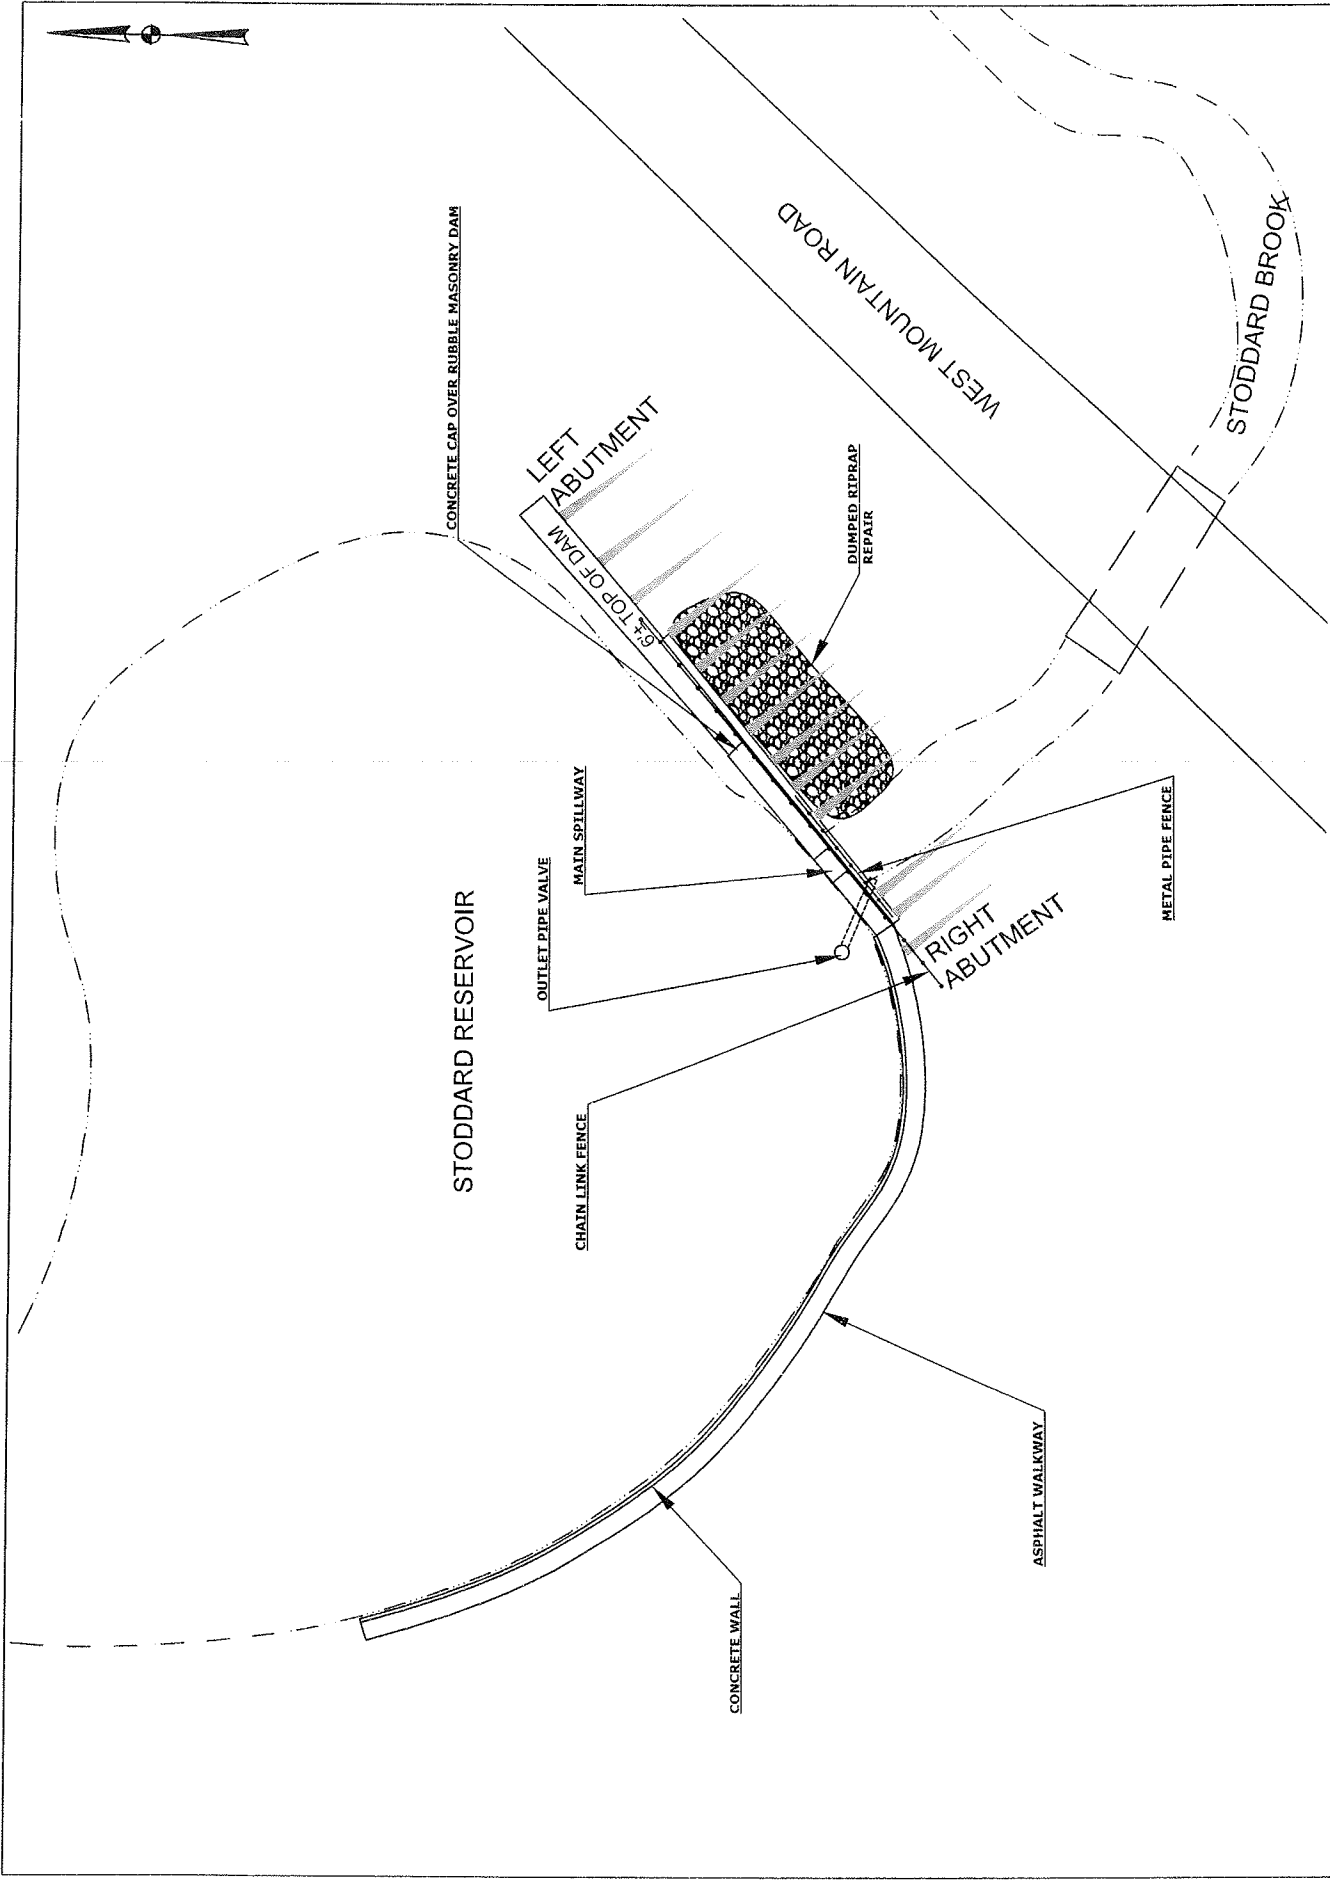 CONCRETE CAP OVER RUBBLE MASONRY DAM
LEFT
ABUTMENT
6'± TOP OF DAM
DUMPED RIPRAP
REPAIR
WEST MOUNTAIN ROAD
STODDARD BROOK
MAIN SPILLWAY
OUTLET PIPE VALVE
STODDARD RESERVOIR
METAL PIPE FENCE
RIGHT
ABUTMENT
CHAIN LINK FENCE
ASPHALT WALKWAY
CONCRETE WALL